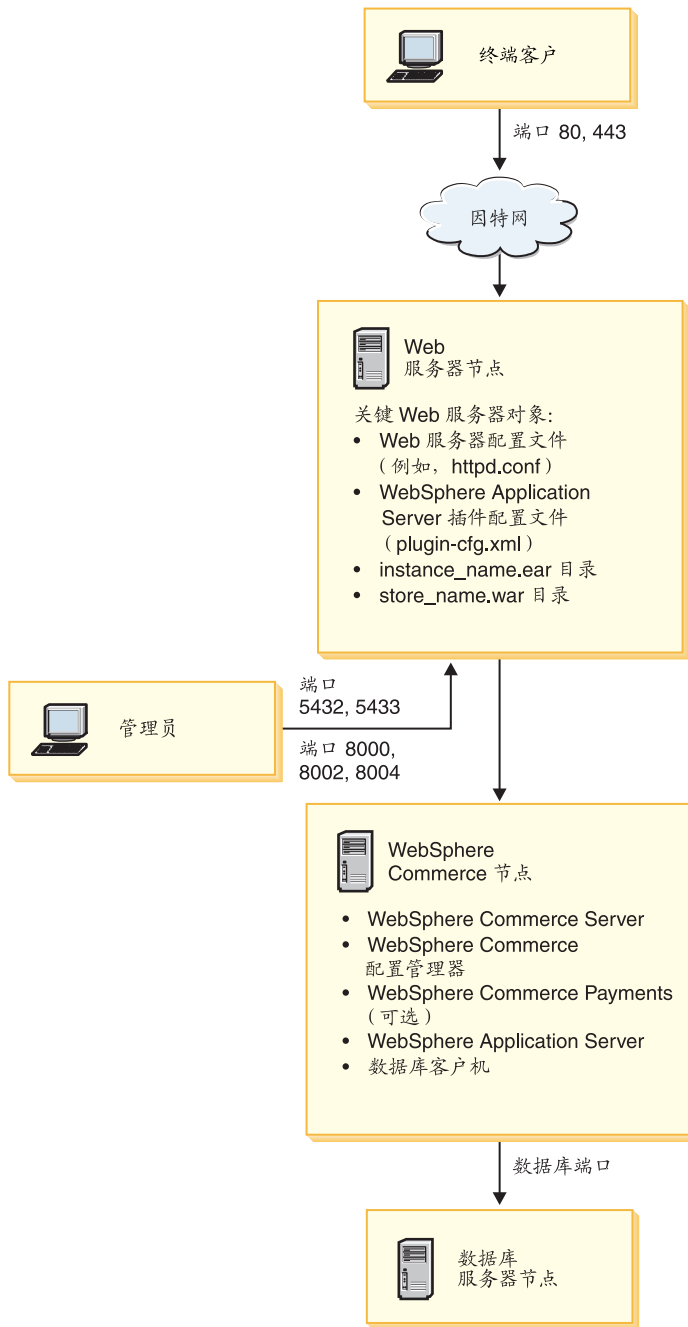 终端客户
端口 80, 443
因特网
Web
服务器节点
关键 Web 服务器对象:
• Web 服务器配置文件
（例如，httpd.conf）
• WebSphere Application
Server 插件配置文件
（plugin-cfg.xml）
• instance_name.ear 目录
• store_name.war 目录
管理员
端口
5432, 5433
端口 8000,
8002, 8004
WebSphere
Commerce 节点
• WebSphere Commerce Server
• WebSphere Commerce
配置管理器
• WebSphere Commerce Payments
（可选）
• WebSphere Application Server
• 数据库客户机
数据库端口
数据库
服务器节点